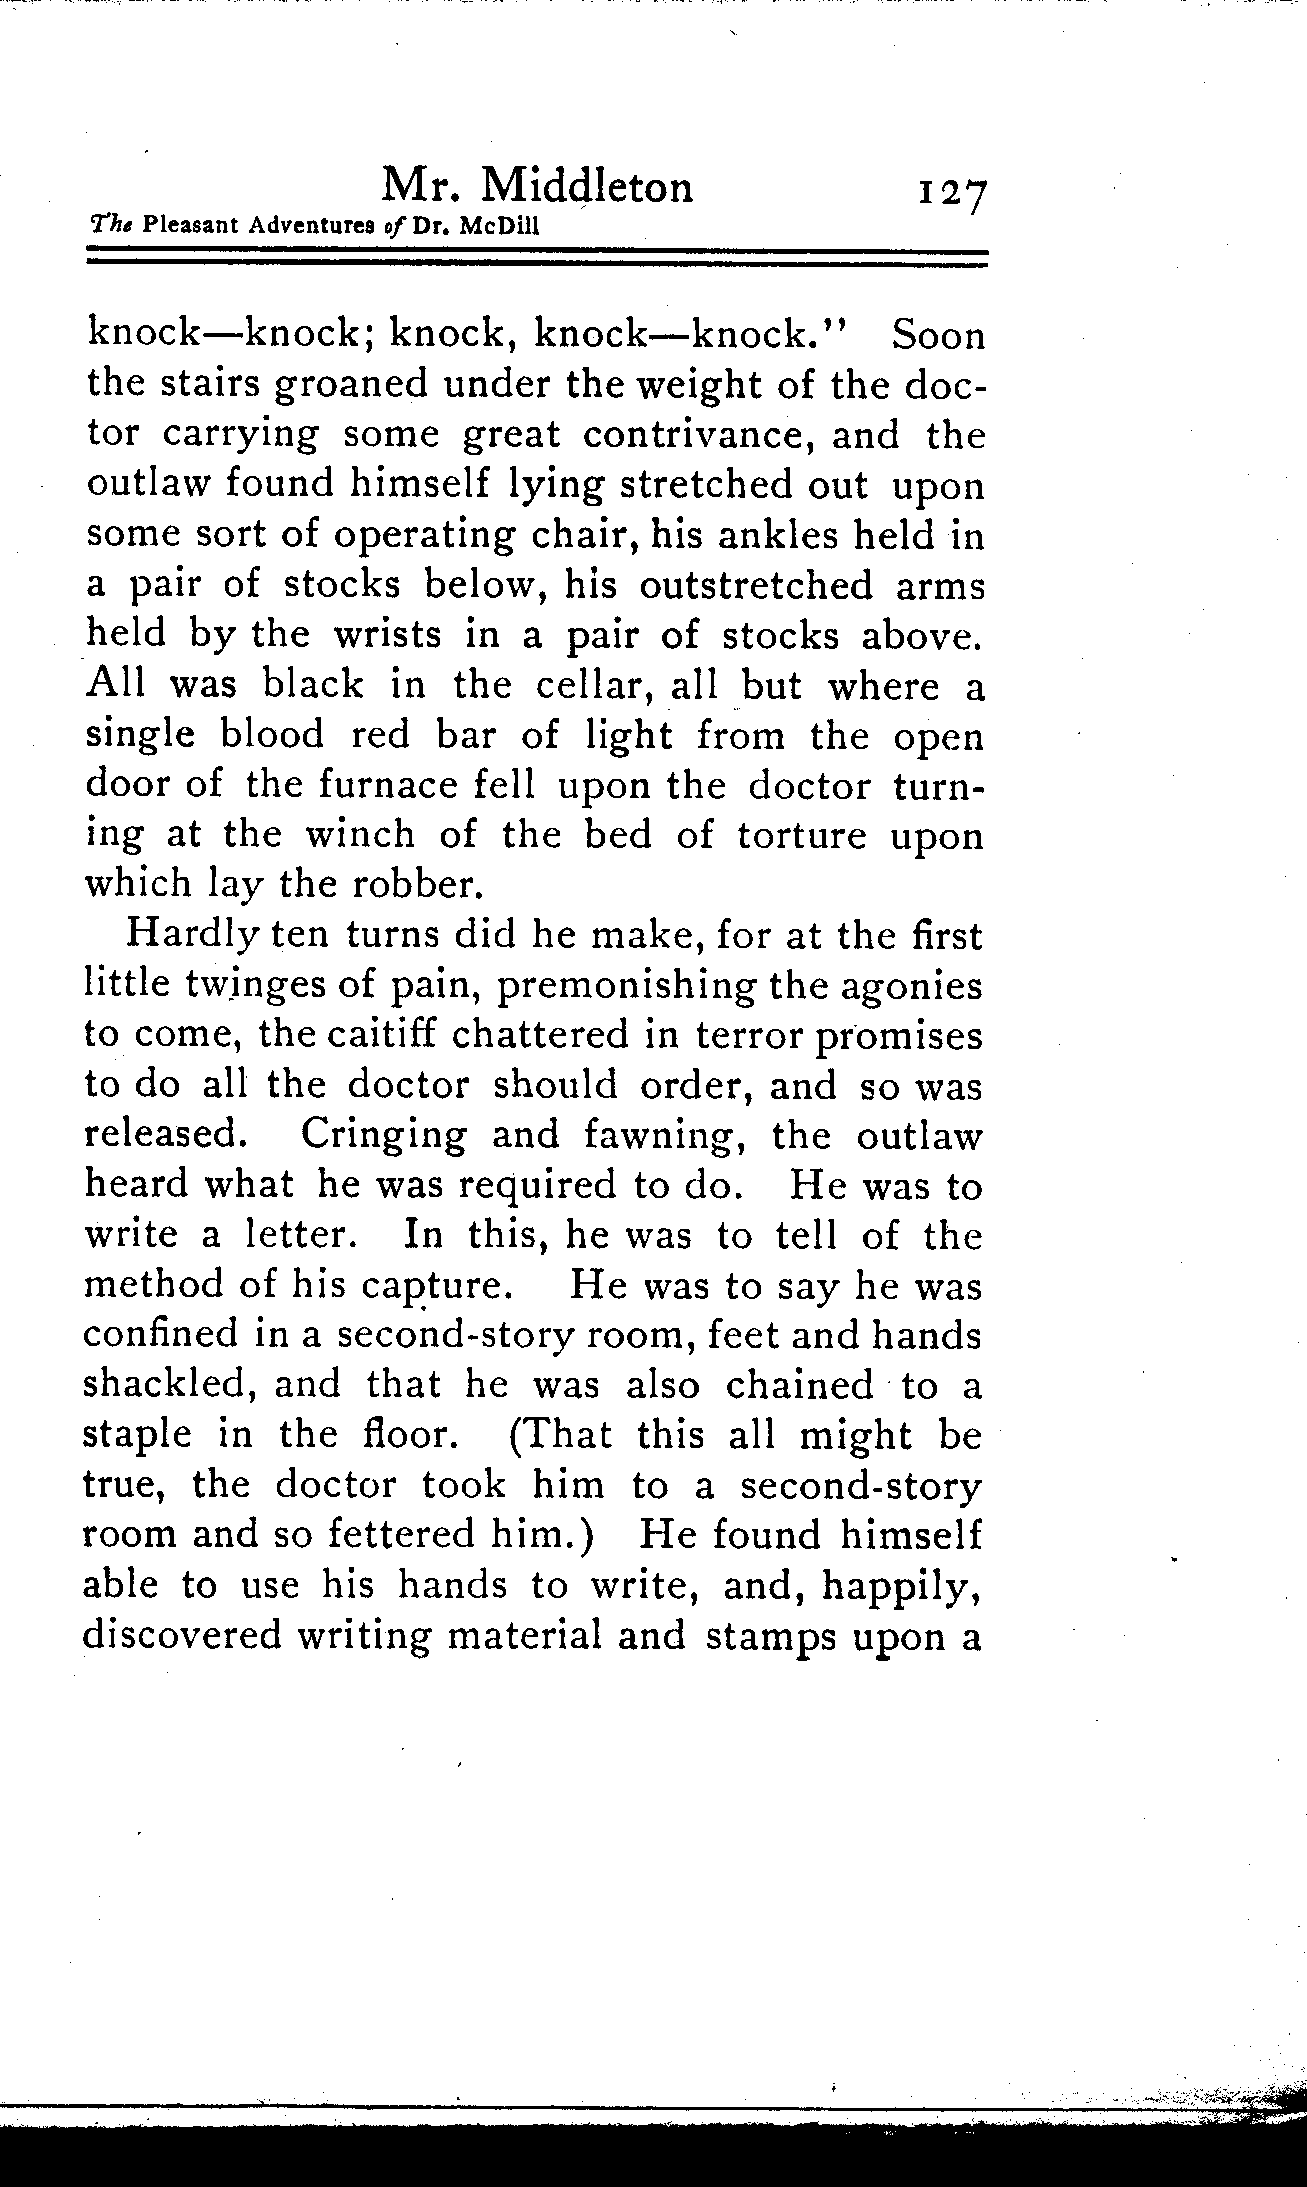 Mr. Middleton 127
The Pleasant Adventures of Dr. McDill
knock—knock; knock, knock—knock.'' Soon
the stairs groaned under the weight of the doc-
tor carrying some great contrivance, and the
outlaw found himself lying stretched out upon
some sort of operating chair, his ankles held in
a pair of stocks below, his outstretched arms
held by the wrists in a pair of stocks above.
All was black in the cellar, all but where a
single blood red bar of light from the open
door of the furnace fell upon the doctor turn-
ing at the winch of the bed of torture upon
which lay the robber.
Hardly ten turns did he make, for at the first
little twinges of pain, premonishing the agonies
to come, the caitiff chattered in terror promises
to do all the doctor should order, and so was
released. Cringing and fawning, the outlaw
heard what he was required to do. He was to
write a letter. In this, he was to tell of the
method of his capture. He was to say he was
confined in a second-story room, feet and hands
shackled, and that he was also chained to a
staple in the floor. (That this all might be
true, the doctor took him to a second-story
room and so fettered him.) He found himself
able to use his hands to write, and, happily,
discovered writing material and stamps upon a